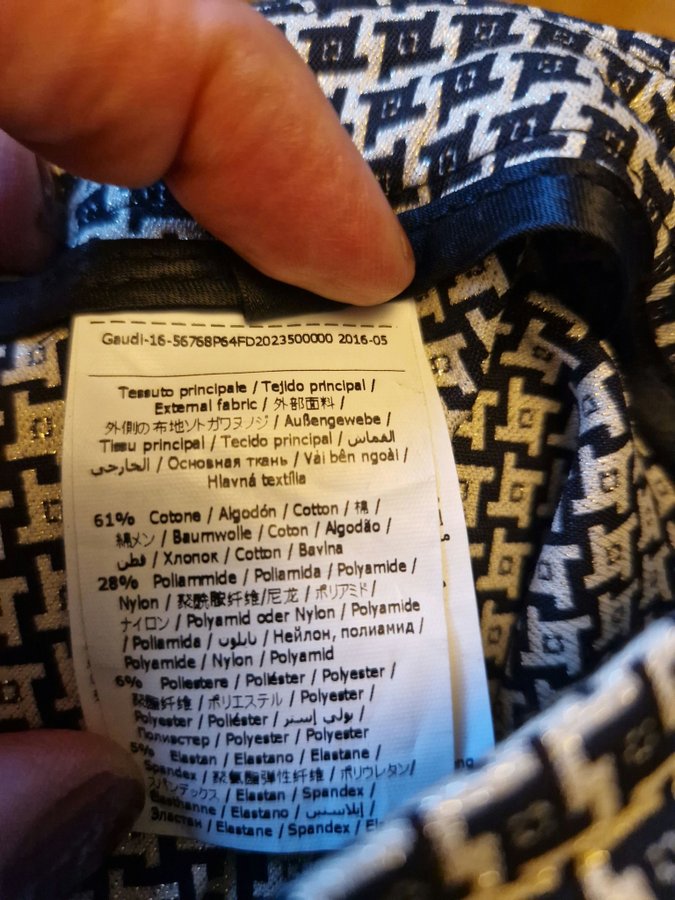 Gaudi-16-56768P64FD2023500000 2016-05
Tessuto principale / Tejido principal /
External fabric / 外部面料 /
外側の布地ソトガワヌノジ / Außengewebe /
Tissu principal / Tecido principal / القماش
الخارجي / Основная ткань / Vải bên ngoài /
Hlavná textília
61% Cotone / Algodón / Cotton / 棉 /
綿メン / Baumwolle / Coton / Algodão /
قطن / Хлопок / Cotton / Bavlna
28% Poliammide / Poliamida / Polyamide /
Nylon / 聚酰胺纤维/尼龙 / ポリアミド/
ナイロン / Polyamid oder Nylon / Polyamide
/ Poliamida / نايلون / Нейлон, полиамид /
Polyamide / Nylon / Polyamid
6% Poliestere / Poliéster / Polyester /
聚酯纤维 / ポリエステル / Polyester /
Polyester / Poliéster / بولي إستر /
Полиэстер / Polyester / Polyester
5% Elastan / Elastano / Elastane /
Spandex / 聚氨酯弹性纤维 / ポリウレタン/
スパンデックス / Elastan / Spandex /
Elasthanne / Elastano / إيلاستين /
Эластан / Elastane / Spandex / El